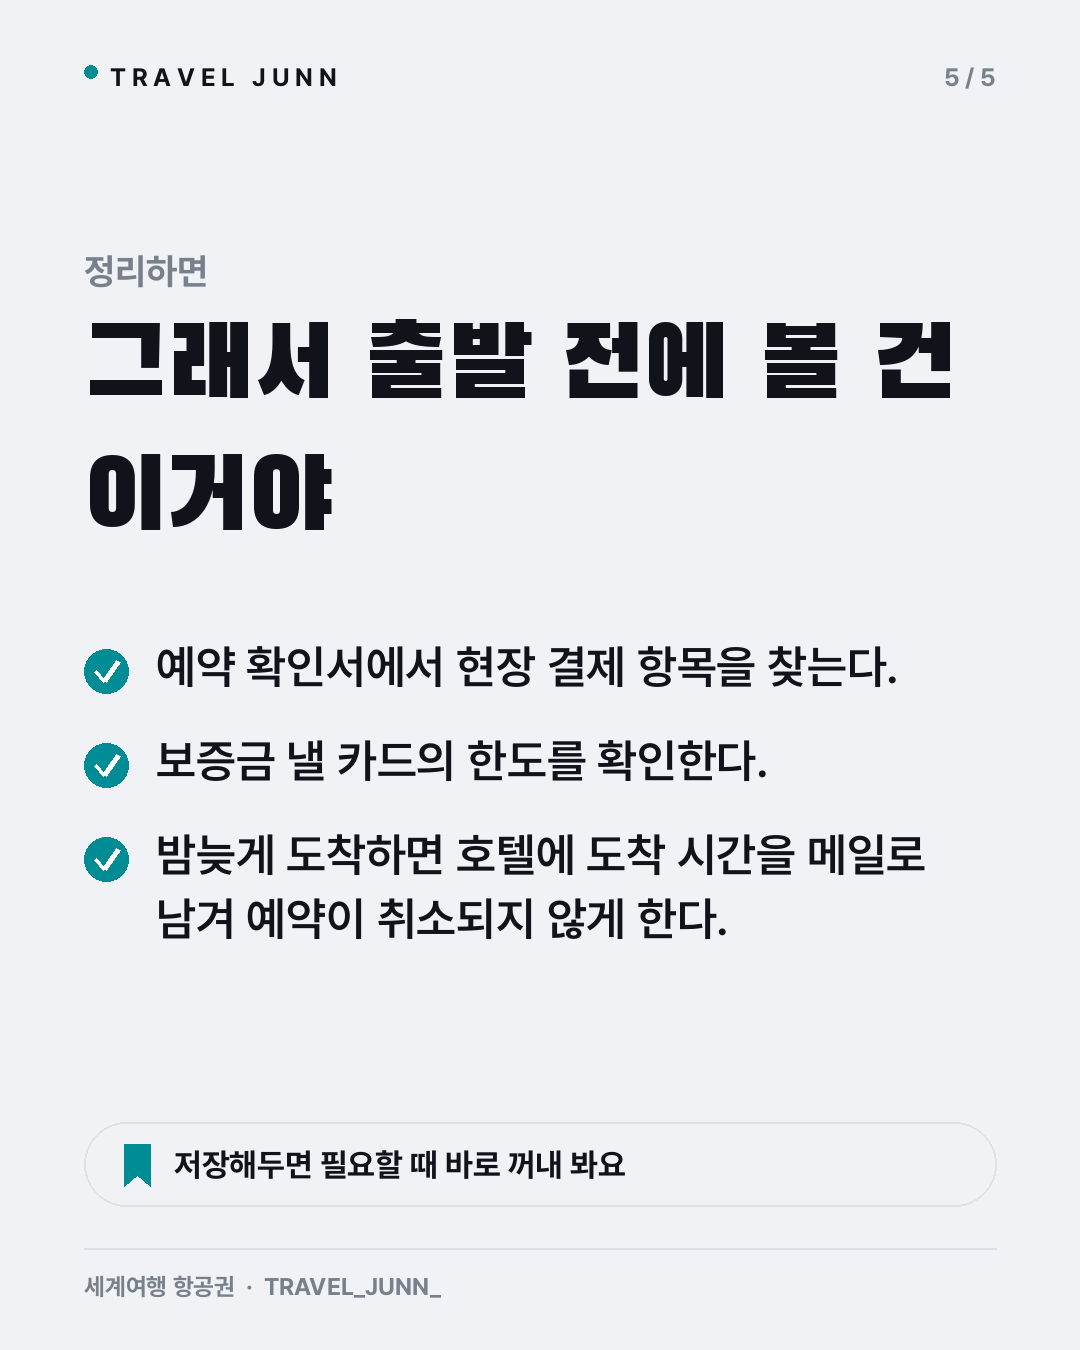 TRAVEL JUNN
5 / 5
정리하면
그래서 출발 전에 볼 건
이거야
예약 확인서에서 현장 결제 항목을 찾는다.
보증금 낼 카드의 한도를 확인한다.
밤늦게 도착하면 호텔에 도착 시간을 메일로
남겨 예약이 취소되지 않게 한다.
저장해두면 필요할 때 바로 꺼내 봐요
세계여행 항공권 · TRAVEL_JUNN_